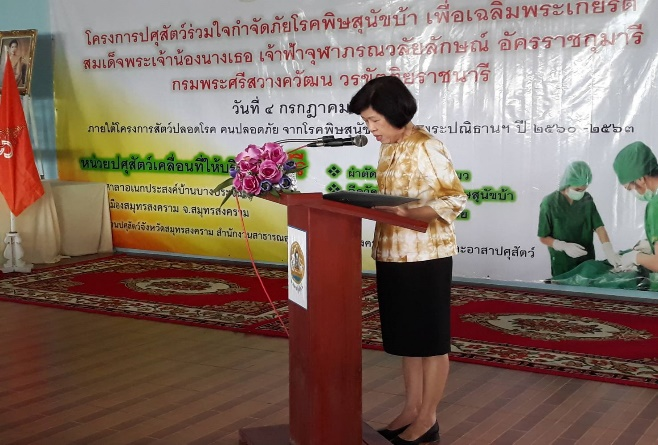 โครงการปศุสัตว์ร่วมใจกำจัดภัยโรคพิษสุนัขบ้า เพื่อเฉลิมพระเกียรติ
สมเด็จพระเจ้าน้องนางเธอ เจ้าฟ้าจุฬาภรณวลัยลักษณ์ อัครราชกุมารี
กรมพระศรีสวางควัฒน วรขัตติยราชนารี
วันที่ ๔ กรกฎาคม
ภายใต้โครงการสัตว์ปลอดโรค คนปลอดภัย จากโรคพิษสุนัข ระปณิธานฯ ปี ๒๕๖๐ -๒๕๖๓
หน่วยปศุสัตว์เคลื่อนที่ให้บริ
ผ่าตัด
ศาลาอเนกประสงค์บ้านบาง
ษสุนัขบ้า
เมืองสมุทรสงคราม จ.สมุทรสงคราม
นปศุสัตว์จังหวัดสมุทรสงคราม สำนักงานสาธารณ ละอาสาปศุสัตว์